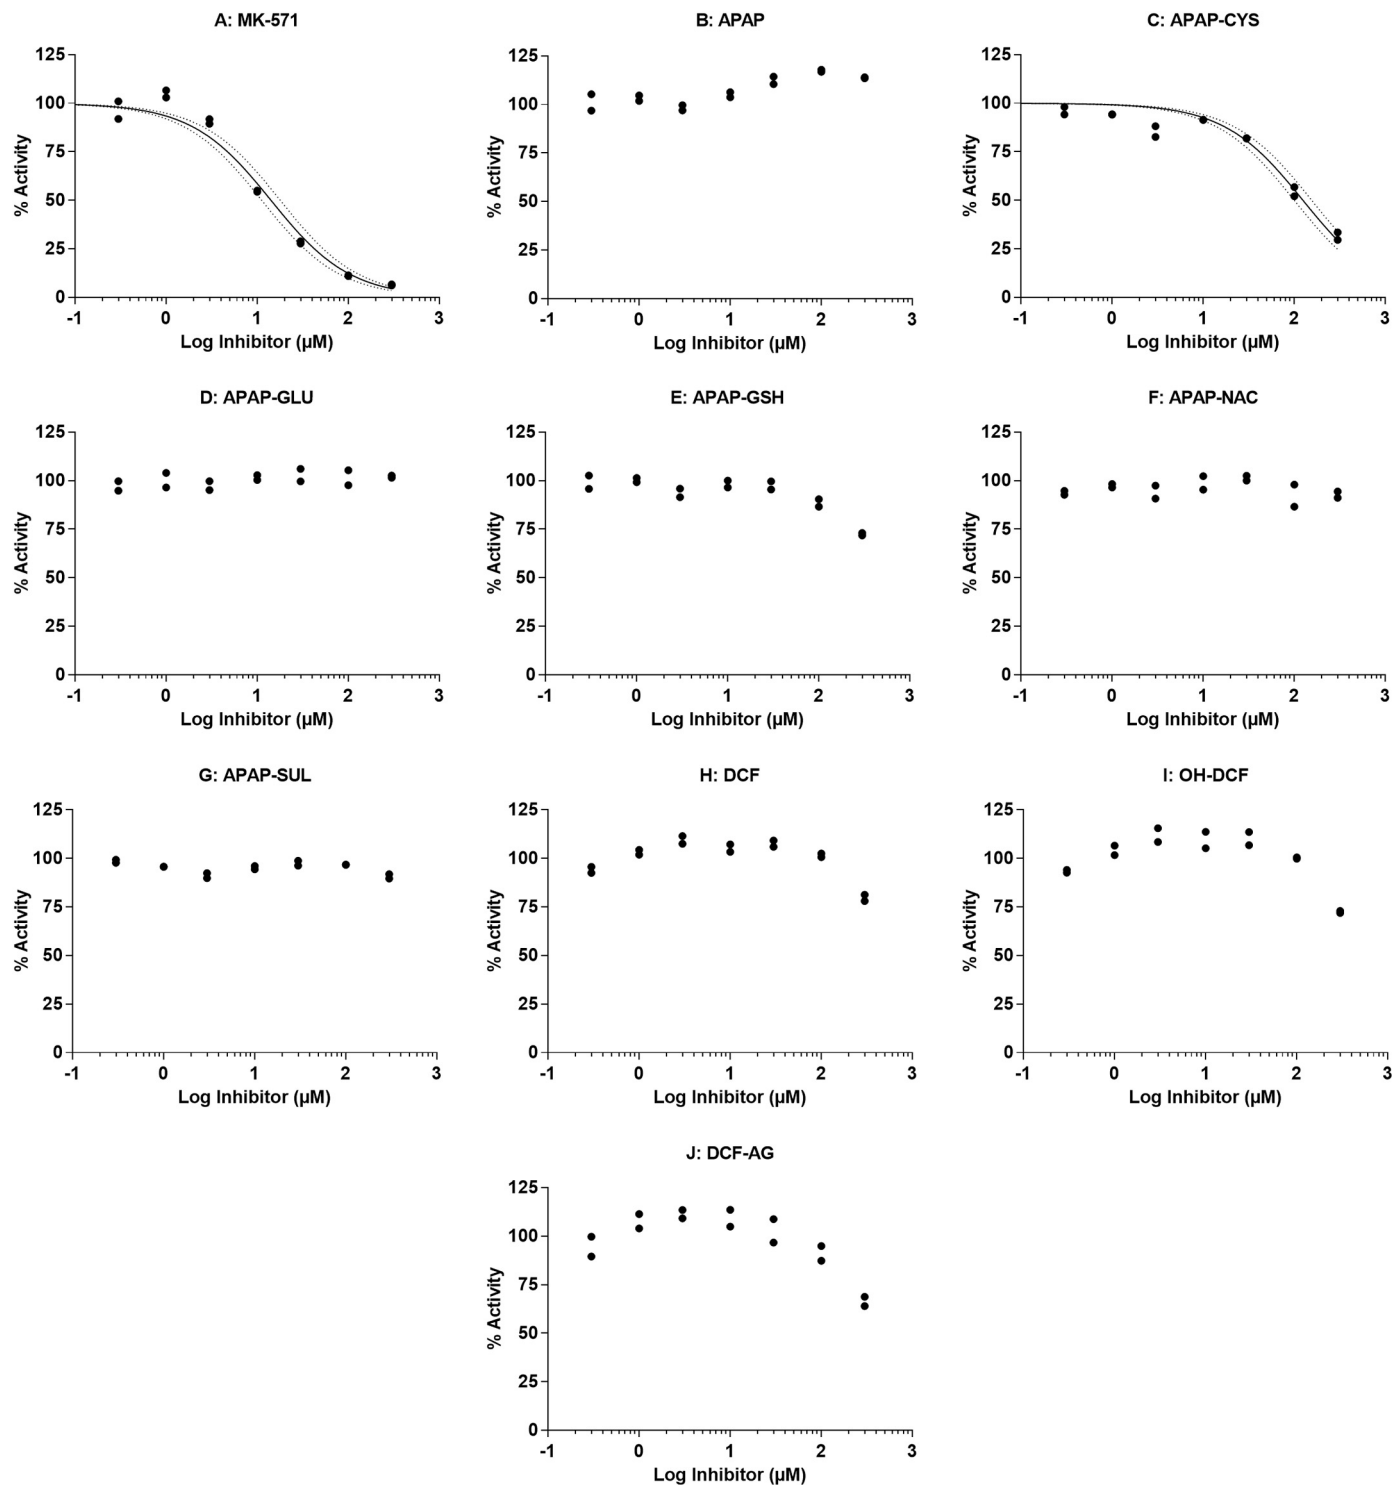 A: MK-571
125
100
75
50
25
0
% Activity
-1 0 1 2 3
Log Inhibitor (µM)
B: APAP
125
100
75
50
25
0
% Activity
-1 0 1 2 3
Log Inhibitor (µM)
C: APAP-CYS
125
100
75
50
25
0
% Activity
-1 0 1 2 3
Log Inhibitor (µM)
D: APAP-GLU
125
100
75
50
25
0
% Activity
-1 0 1 2 3
Log Inhibitor (µM)
E: APAP-GSH
125
100
75
50
25
0
% Activity
-1 0 1 2 3
Log Inhibitor (µM)
F: APAP-NAC
125
100
75
50
25
0
% Activity
-1 0 1 2 3
Log Inhibitor (µM)
G: APAP-SUL
125
100
75
50
25
0
% Activity
-1 0 1 2 3
Log Inhibitor (µM)
H: DCF
125
100
75
50
25
0
% Activity
-1 0 1 2 3
Log Inhibitor (µM)
I: OH-DCF
125
100
75
50
25
0
% Activity
-1 0 1 2 3
Log Inhibitor (µM)
J: DCF-AG
125
100
75
50
25
0
% Activity
-1 0 1 2 3
Log Inhibitor (µM)